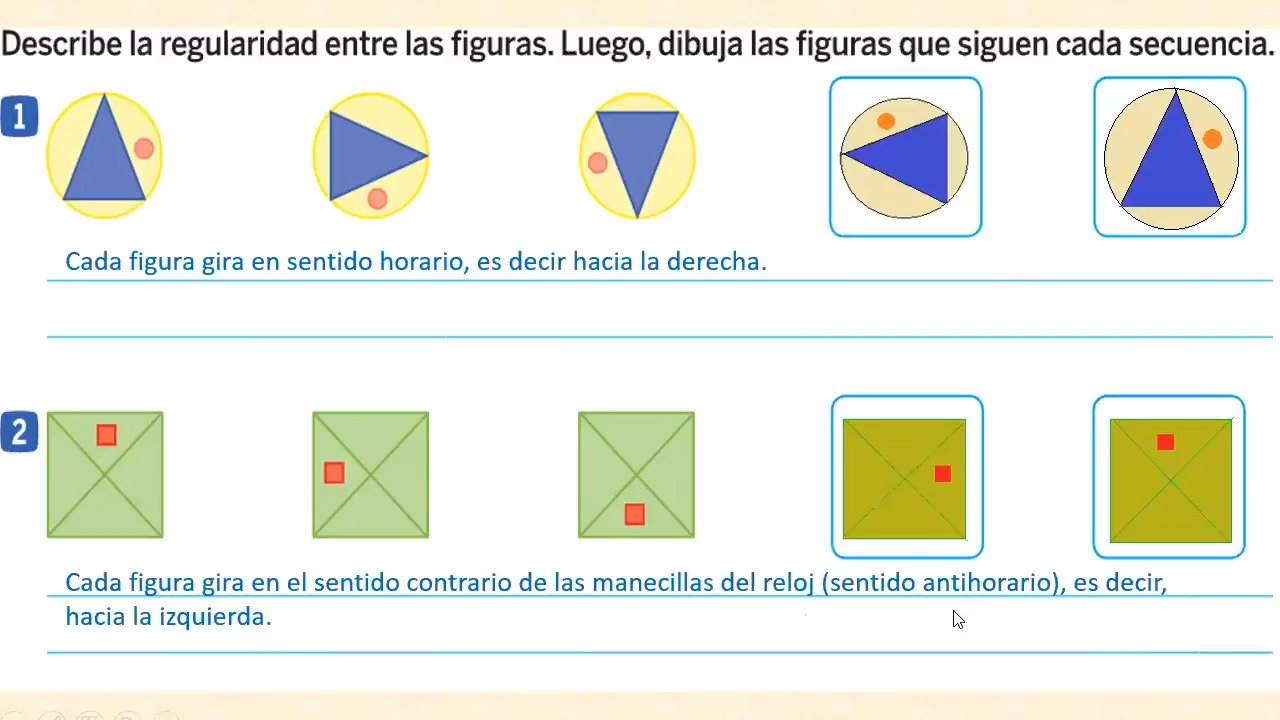 Describe la regularidad entre las figuras. Luego, dibuja las figuras que siguen cada secuencia.
1
Cada figura gira en sentido horario, es decir hacia la derecha.
2
Cada figura gira en el sentido contrario de las manecillas del reloj (sentido antihorario), es decir,
hacia la izquierda.